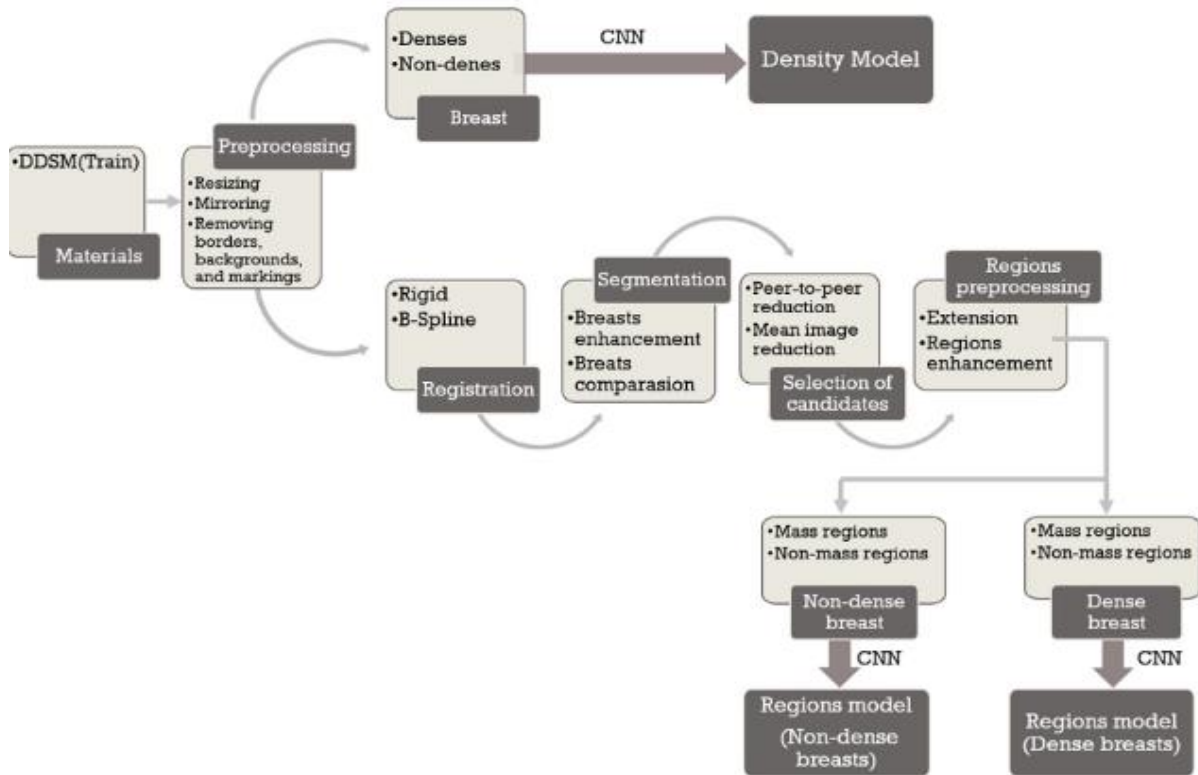 •Denses
•Non-denes
Breast
CNN
Density Model
•DDSM(Train)
Materials
Preprocessing
•Resizing
•Mirroring
•Removing
borders,
backgrounds,
and markings
•Rigid
•B-Spline
Registration
Segmentation
•Breasts
enhancement
•Breats
comparasion
•Peer-to-peer
reduction
•Mean image
reduction
Selection of
candidates
Regions
preprocessing
•Extension
•Regions
enhancement
•Mass regions
•Non-mass regions
Non-dense
breast
CNN
Regions model
(Non-dense
breasts)
•Mass regions
•Non-mass regions
Dense
breast
CNN
Regions model
(Dense breasts)